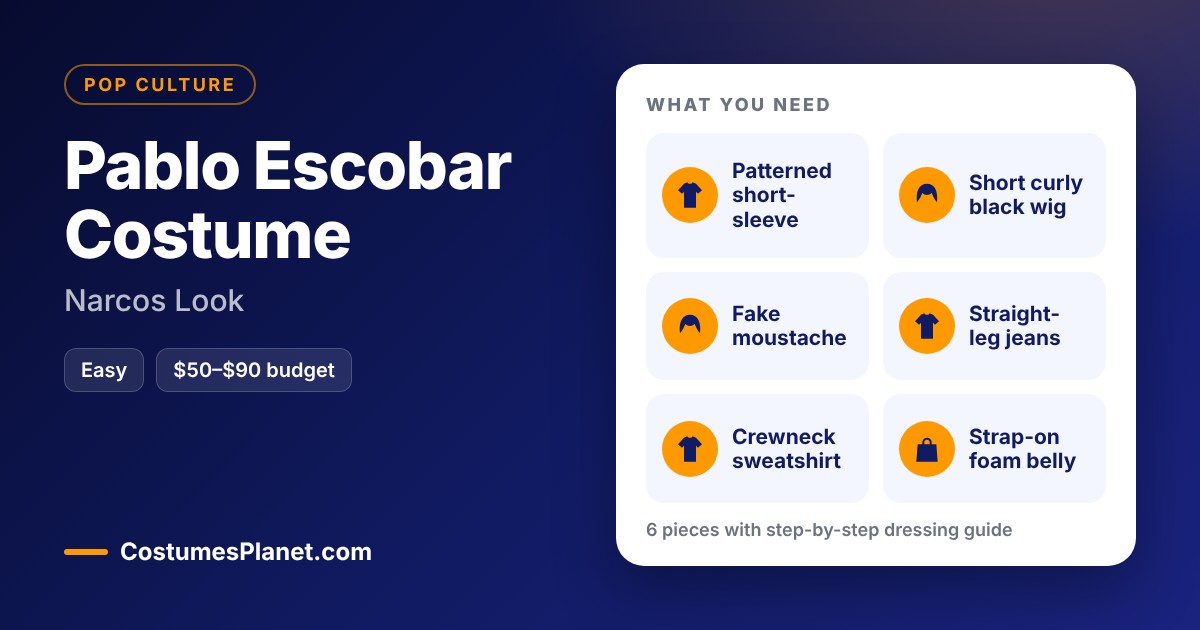 POP CULTURE
Pablo Escobar
Costume
Narcos Look
Easy
$50–$90 budget
CostumesPlanet.com
WHAT YOU NEED
Patterned
short-
sleeve
Short curly
black wig
Fake
moustache
Straight-
leg jeans
Crewneck
sweatshirt
Strap-on
foam belly
6 pieces with step-by-step dressing guide